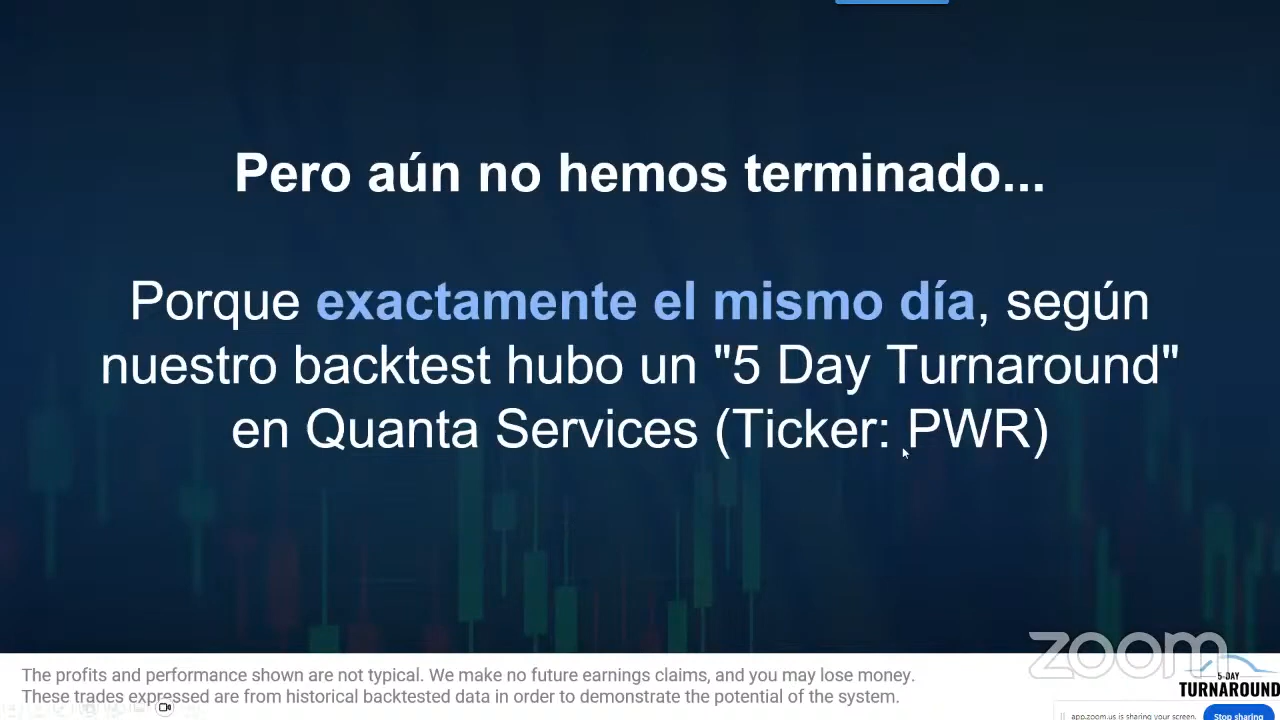 Pero aún no hemos terminado...
Porque exactamente el mismo día, según
nuestro backtest hubo un "5 Day Turnaround"
en Quanta Services (Ticker: PWR)
zoom
The profits and performance shown are not typical. We make no future earnings claims, and you may lose money.
These trades expressed are from historical backtested data in order to demonstrate the potential of the system.
5-DAY
TURNAROUND
app.zoom.us is sharing your screen.
Stop sharing